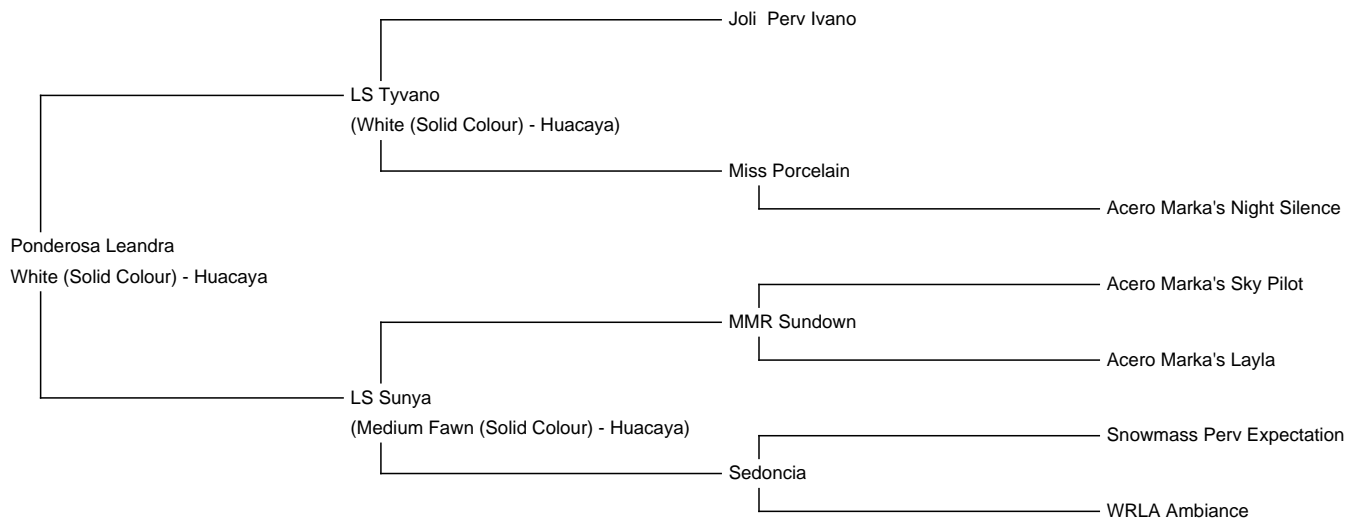 Joli  Perv Ivano
LS Tyvano
(White (Solid Colour) - Huacaya)
Miss Porcelain
Acero Marka's Night Silence
Ponderosa Leandra
White (Solid Colour) - Huacaya
Acero Marka's Sky Pilot
MMR Sundown
Acero Marka's Layla
LS Sunya
(Medium Fawn (Solid Colour) - Huacaya)
Snowmass Perv Expectation
Sedoncia
WRLA Ambiance